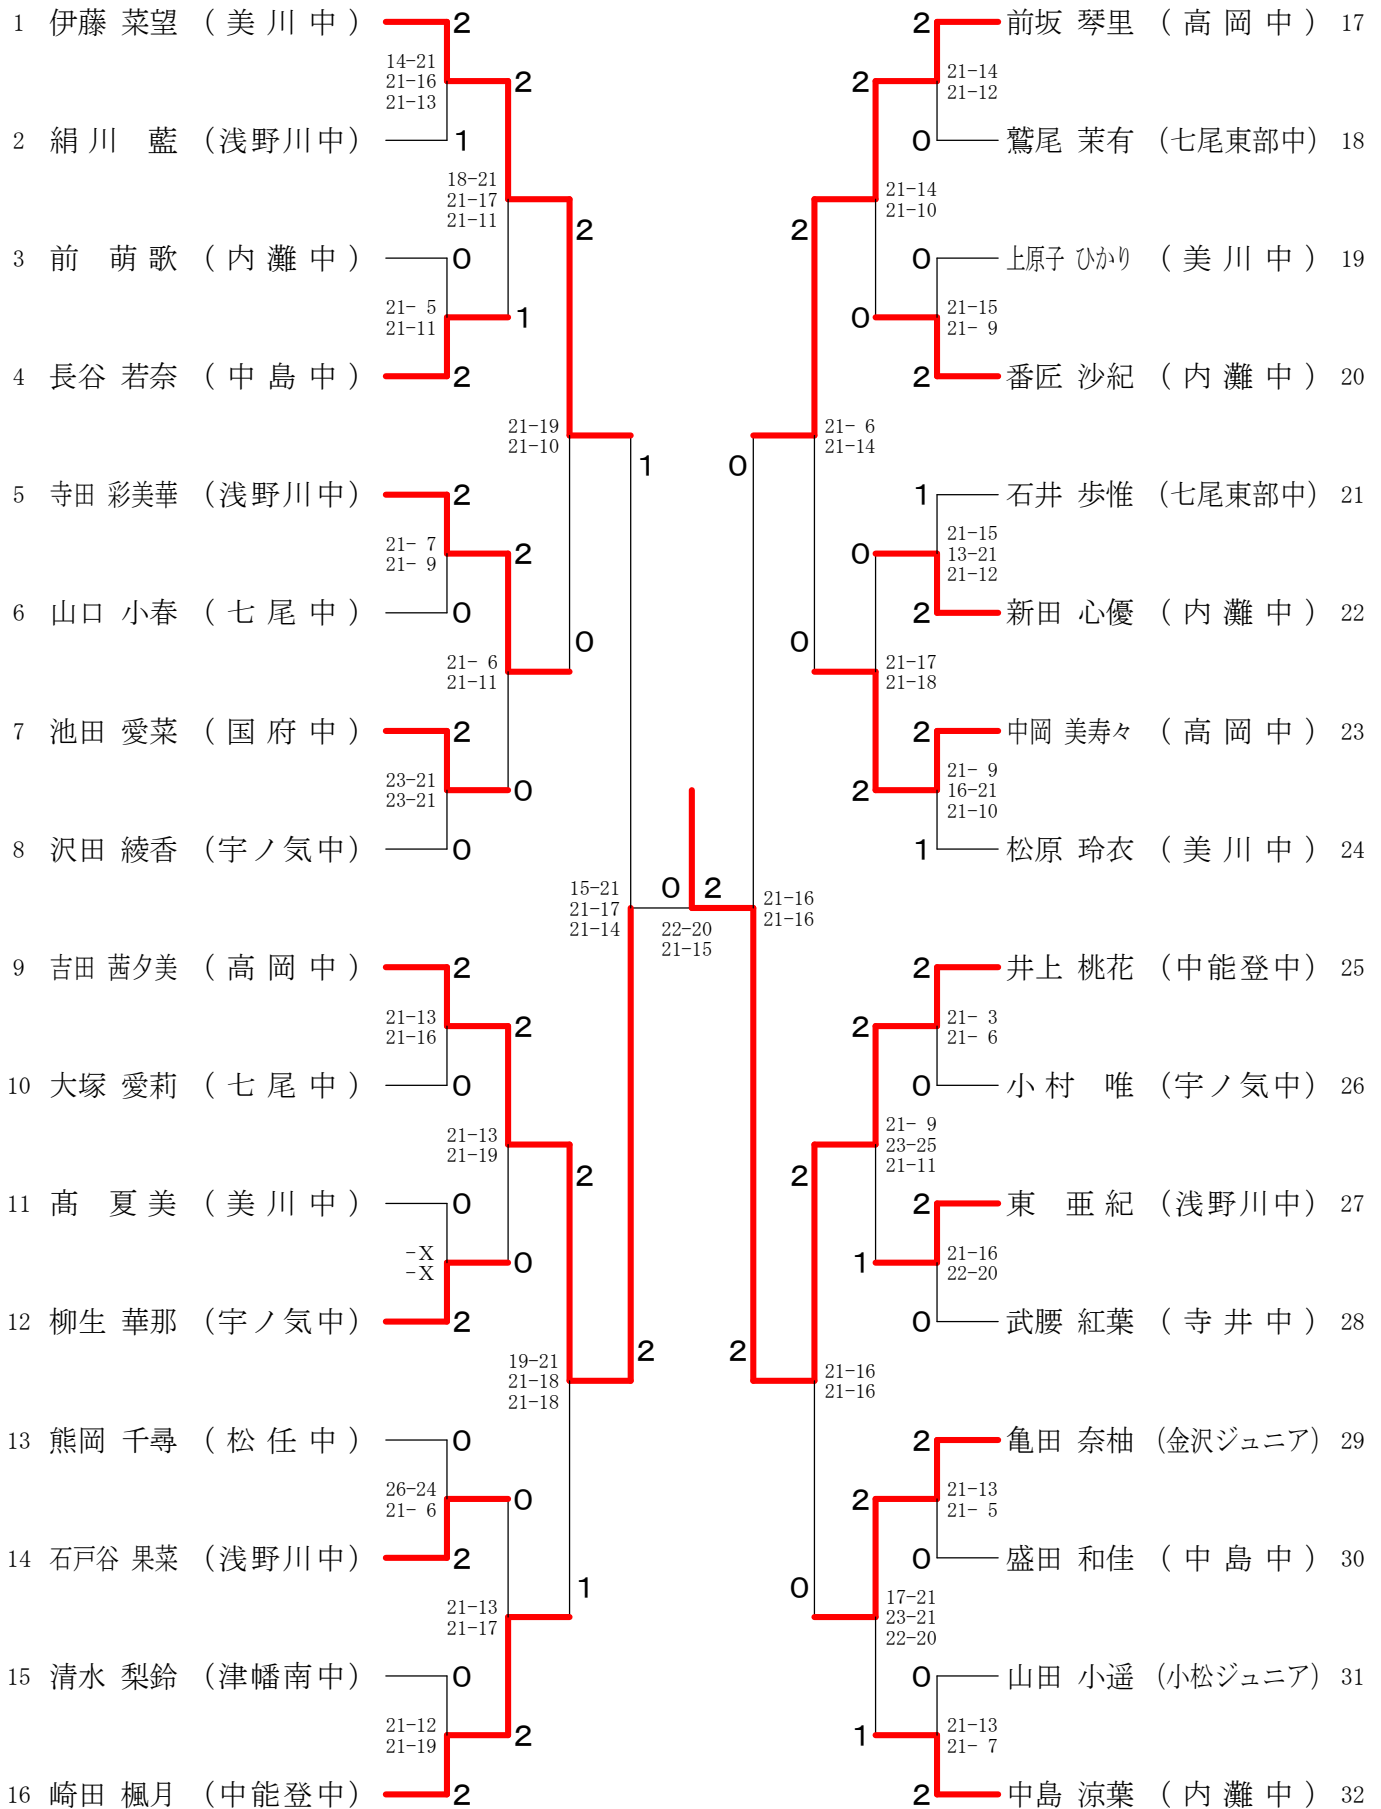 1 伊藤 菜望 (美川中) 2
14-21
21-16
21-13
2
2 絹川 藍 (浅野川中) 1
18-21
21-17
21-11
2
3 前 萌歌 (内灘中) 0
21- 5
21-11
1
4 長谷 若奈 (中島中) 2
21-19
21-10
1
5 寺田 彩美華 (浅野川中) 2
21- 7
21- 9
2
6 山口 小春 (七尾中) 0
21- 6
21-11
0
7 池田 愛菜 (国府中) 2
23-21
23-21
0
8 沢田 綾香 (宇ノ気中) 0
15-21
21-17
21-14
9 吉田 茜夕美 (高岡中) 2
21-13
21-16
2
10 大塚 愛莉 (七尾中) 0
21-13
21-19
2
11 髙 夏美 (美川中) 0
-X
-X
0
12 柳生 華那 (宇ノ気中) 2
19-21
21-18
21-18
2
13 熊岡 千尋 (松任中) 0
26-24
21- 6
0
14 石戸谷 果菜 (浅野川中) 2
21-13
21-17
1
15 清水 梨鈴 (津幡南中) 0
21-12
21-19
2
16 崎田 楓月 (中能登中) 2
0 2
22-20
21-15
2 前坂 琴里 (高岡中) 17
2
21-14
21-12
0 鷲尾 茉有 (七尾東部中) 18
2
21-14
21-10
0 上原子 ひかり (美川中) 19
0
21-15
21- 9
2 番匠 沙紀 (内灘中) 20
0
21- 6
21-14
1 石井 歩惟 (七尾東部中) 21
0
21-15
13-21
21-12
2 新田 心優 (内灘中) 22
0
21-17
21-18
2 中岡 美寿々 (高岡中) 23
2
21- 9
16-21
21-10
1 松原 玲衣 (美川中) 24
21-16
21-16
2 井上 桃花 (中能登中) 25
2
21- 3
21- 6
0 小村 唯 (宇ノ気中) 26
2
21- 9
23-25
21-11
2 東 亜紀 (浅野川中) 27
1
21-16
22-20
0 武腰 紅葉 (寺井中) 28
2
21-16
21-16
2 亀田 奈柚 (金沢ジュニア) 29
2
21-13
21- 5
0 盛田 和佳 (中島中) 30
0
17-21
23-21
22-20
0 山田 小遥 (小松ジュニア) 31
1
21-13
21- 7
2 中島 涼葉 (内灘中) 32